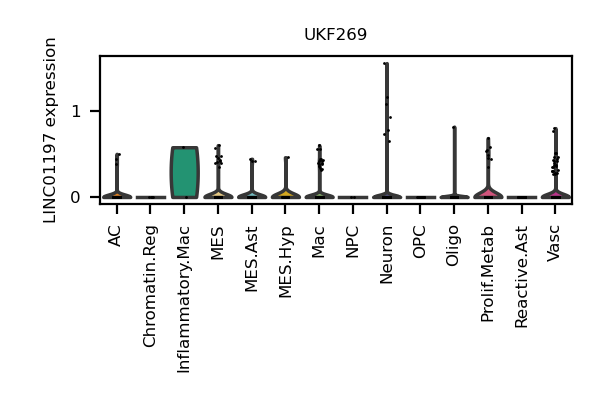 UKF269
LINC01197 expression
1
0
AC
Chromatin.Reg
Inflammatory.Mac
MES
MES.Ast
MES.Hyp
Mac
NPC
Neuron
OPC
Oligo
Prolif.Metab
Reactive.Ast
Vasc